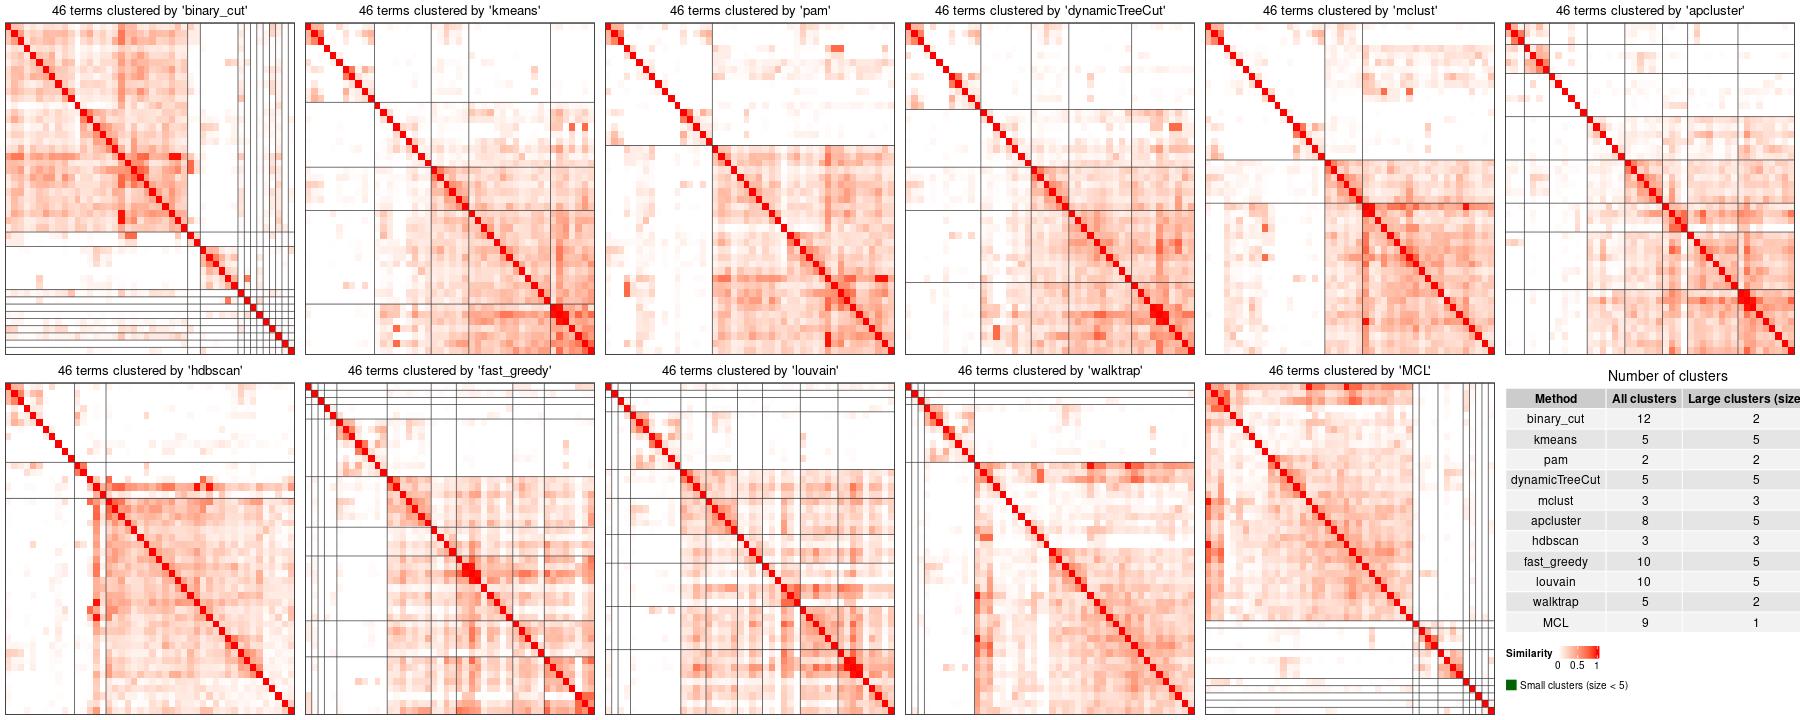 46 terms clustered by 'binary_cut'
46 terms clustered by 'kmeans'
46 terms clustered by 'pam'
46 terms clustered by 'dynamicTreeCut'
46 terms clustered by 'mclust'
46 terms clustered by 'apcluster'
46 terms clustered by 'hdbscan'
46 terms clustered by 'fast_greedy'
46 terms clustered by 'louvain'
46 terms clustered by 'walktrap'
46 terms clustered by 'MCL'
Number of clusters
Method All clusters Large clusters (size
binary_cut 12 2
kmeans 5 5
pam 2 2
dynamicTreeCut 5 5
mclust 3 3
apcluster 8 5
hdbscan 3 3
fast_greedy 10 5
louvain 10 5
walktrap 5 2
MCL 9 1
Similarity
0 0.5 1
Small clusters (size < 5)